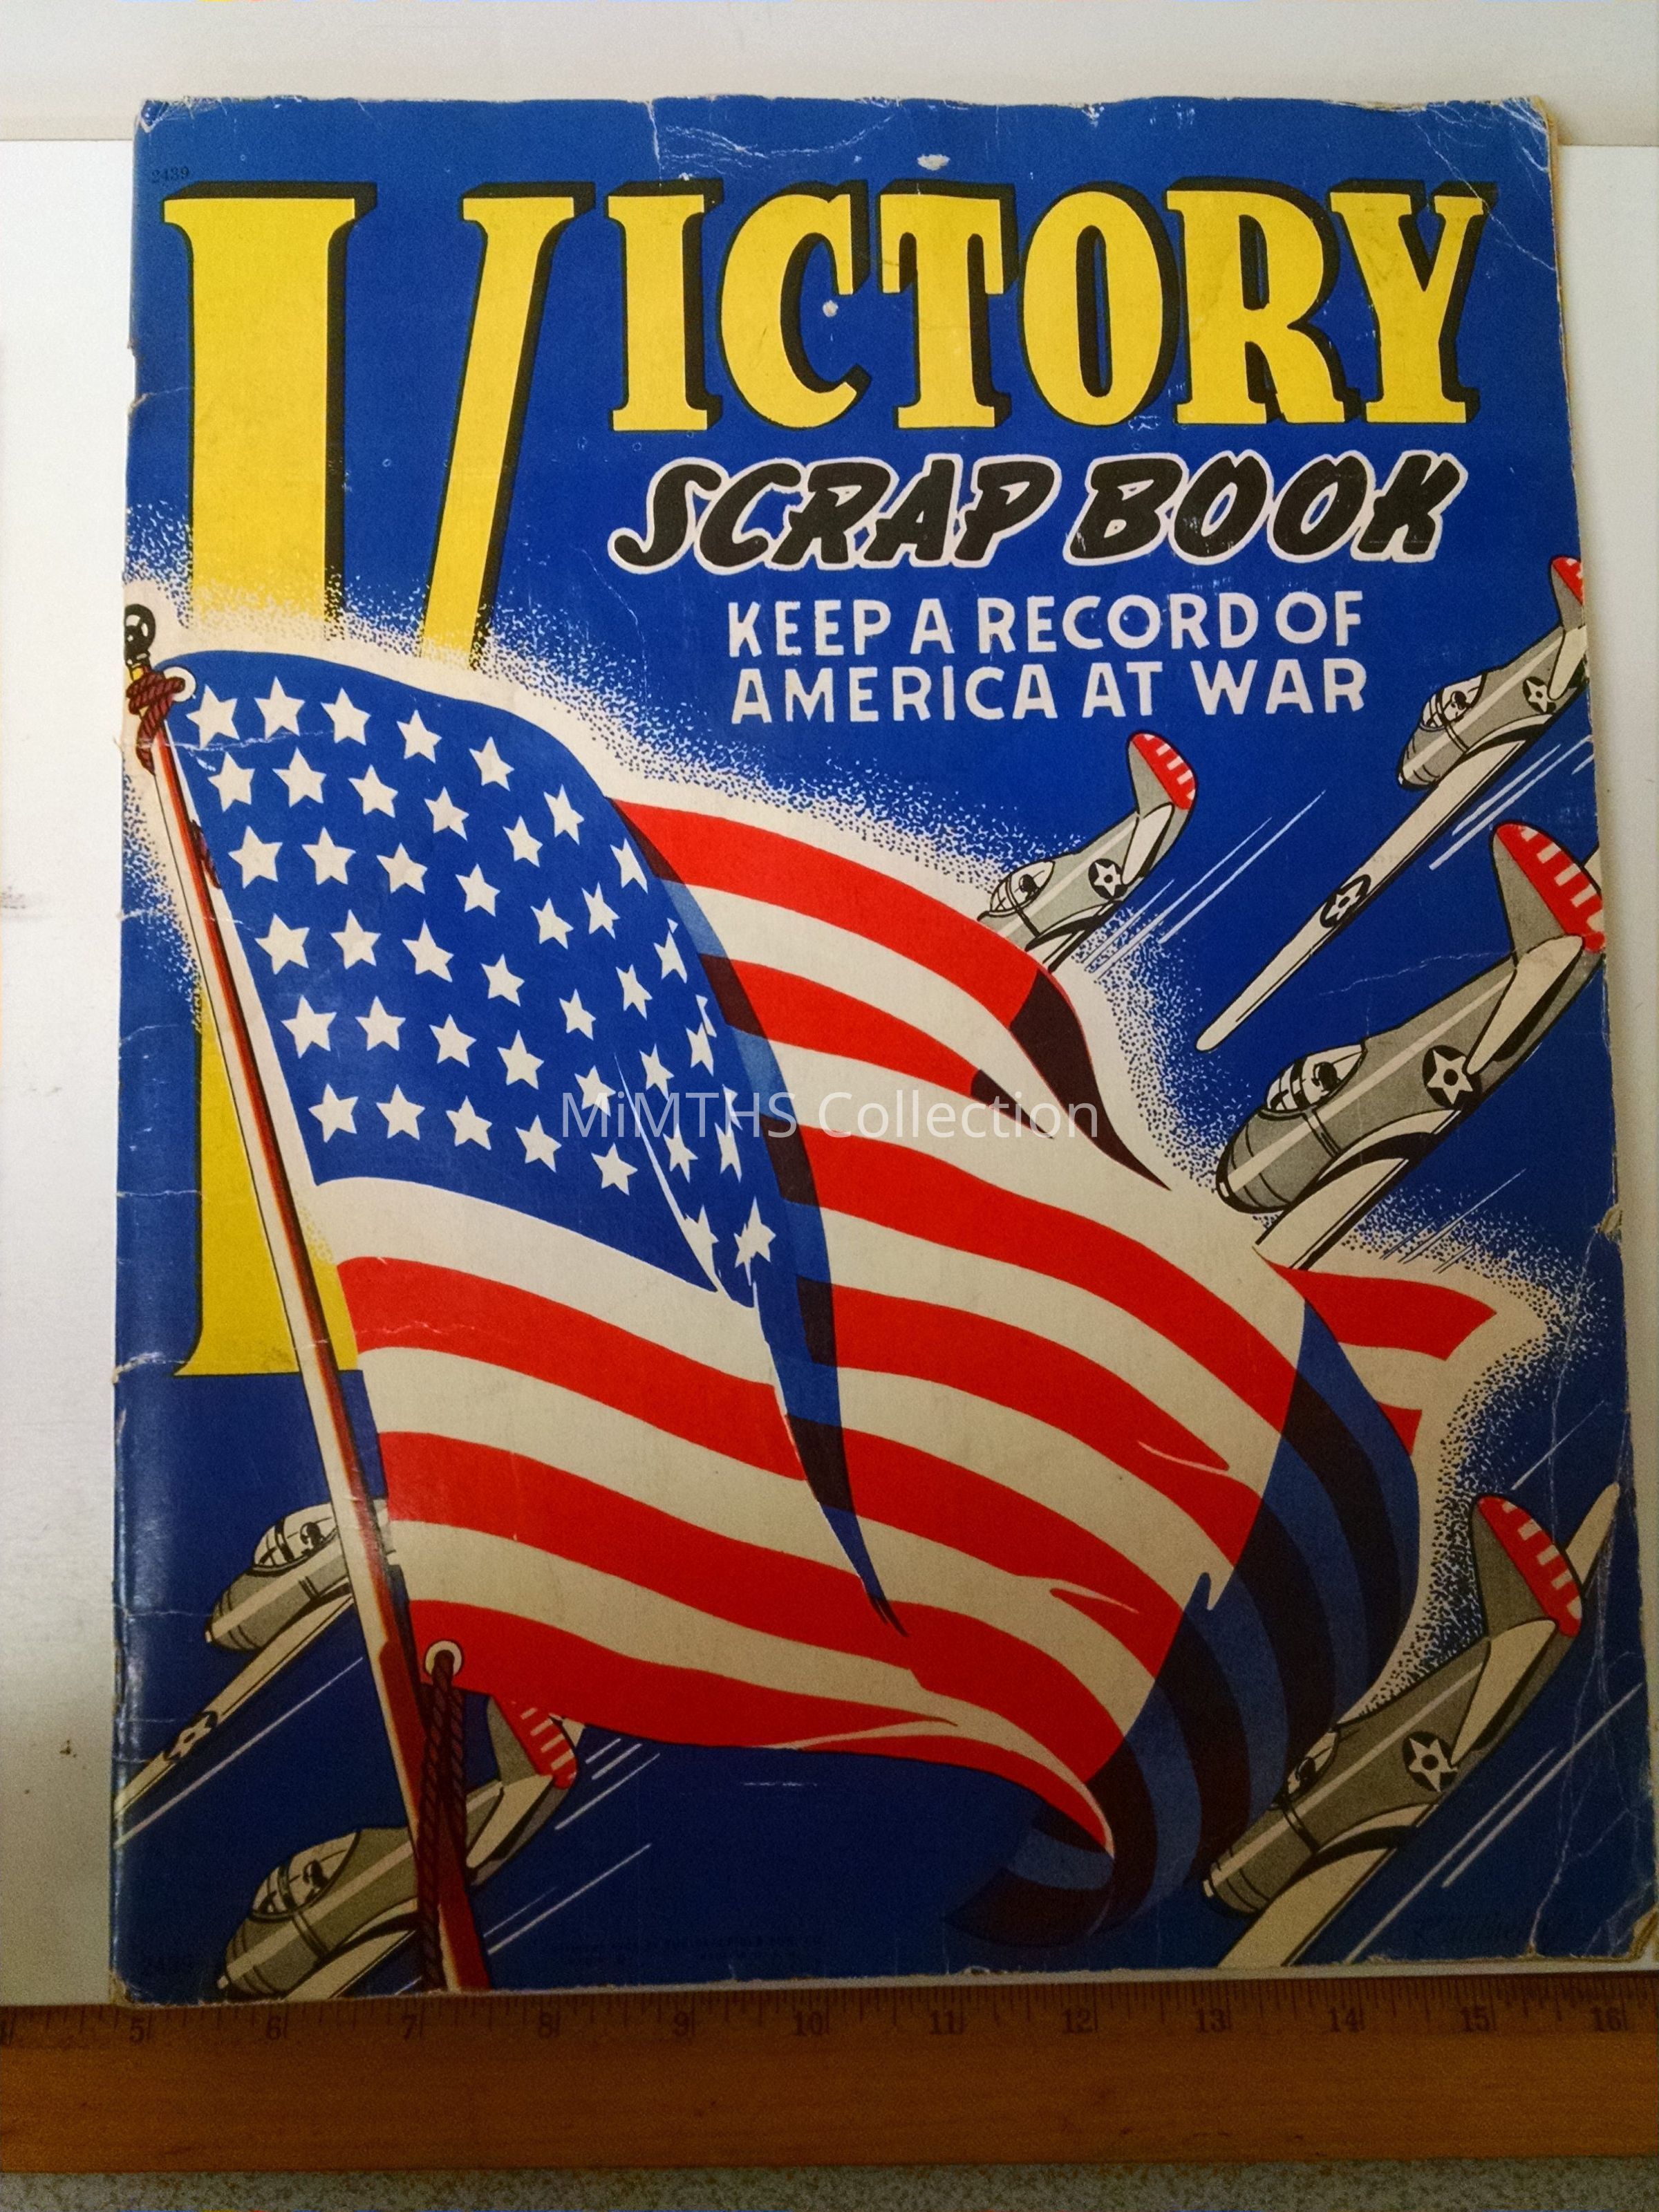 2439
VICTORY
SCRAP BOOK
KEEP A RECORD OF
AMERICA AT WAR
MiMTHS Collection
2439
5 6 7 8 9 10 11 12 13 14 15 16